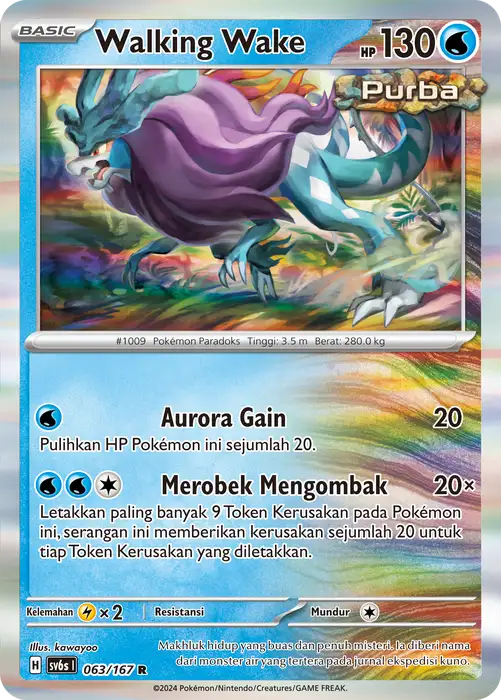 BASIC Walking Wake HP 130
Purba
#1009 Pokémon Paradoks Tinggi: 3.5 m Berat: 280.0 kg
Aurora Gain 20
Pulihkan HP Pokémon ini sejumlah 20.
Merobek Mengombak 20×
Letakkan paling banyak 9 Token Kerusakan pada Pokémon
ini, serangan ini memberikan kerusakan sejumlah 20 untuk
tiap Token Kerusakan yang diletakkan.
Kelemahan ×2 Resistansi Mundur
Illus. kawayoo
Makhluk hidup yang buas dan penuh misteri. Ia diberi nama
dari monster air yang tertera pada jurnal ekspedisi kuno.
H sv6s I 063/167 R
©2024 Pokémon/Nintendo/Creatures/GAME FREAK.